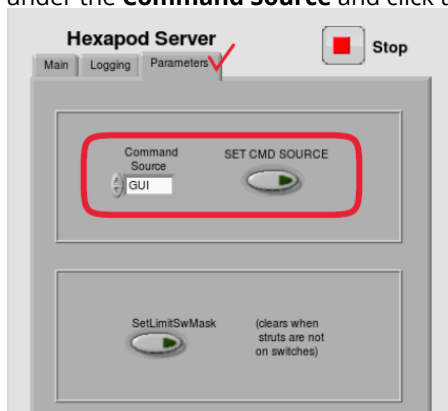 under the Command Source and click t
Hexapod Server
Stop
Main Logging Parameters
Command
Source
SET CMD SOURCE
GUI
SetLimitSwMask
(clears when
struts are not
on switches)